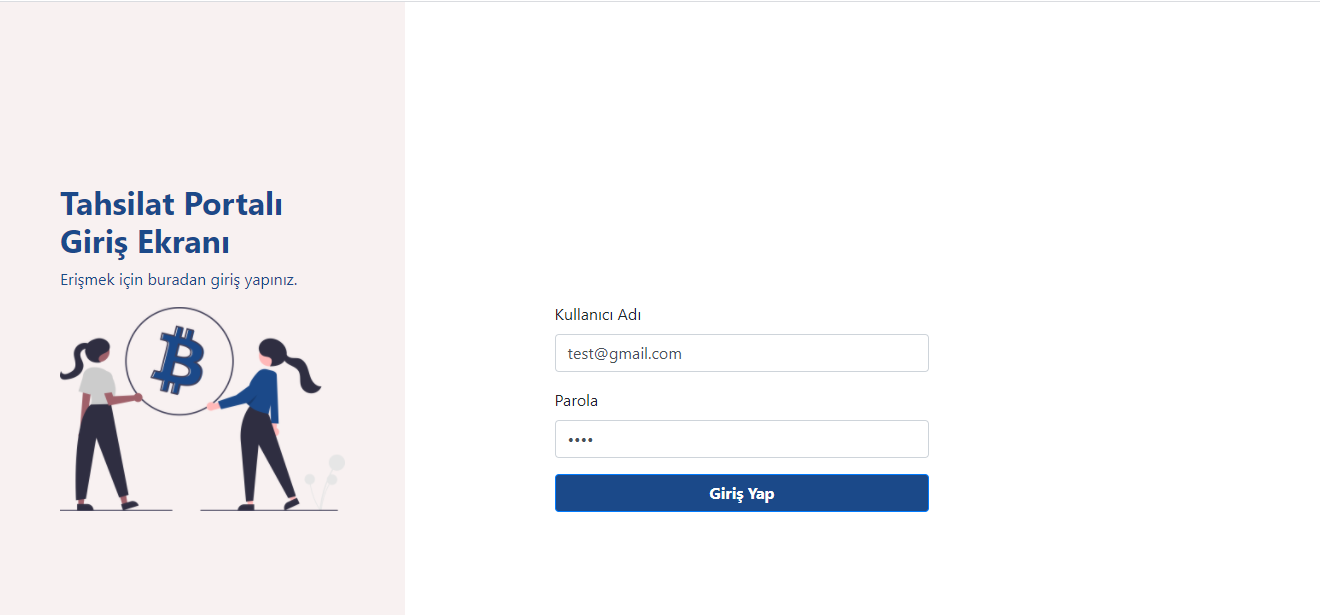 Tahsilat Portalı
Giriş Ekranı
Erişmek için buradan giriş yapınız.
Kullanıcı Adı
test@gmail.com
Parola
••••
Giriş Yap